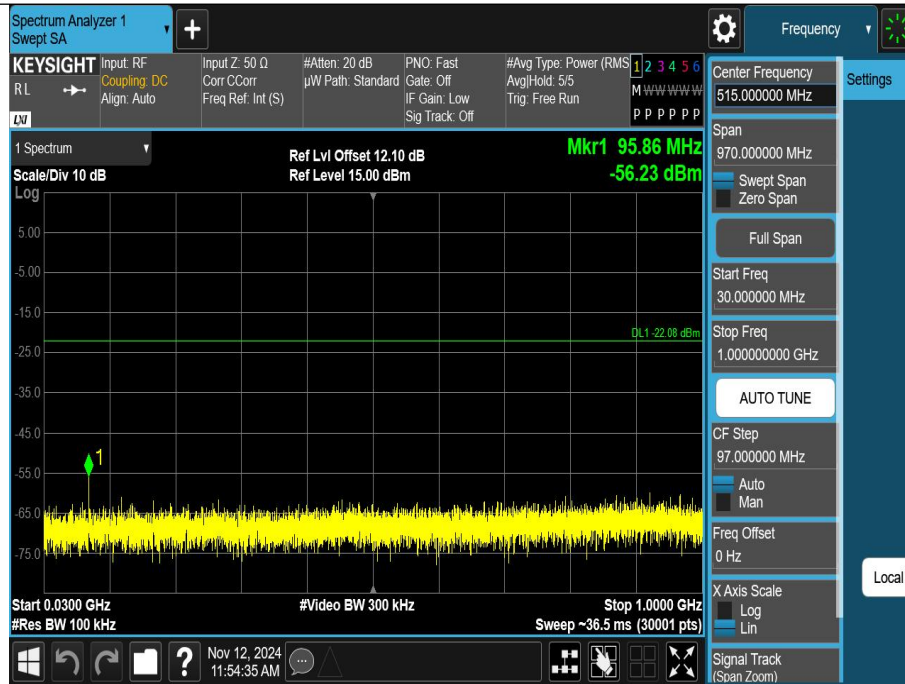 Spectrum Analyzer 1
Swept SA
Frequency
KEYSIGHT
RL
LXI
Input: RF
Coupling: DC
Align: Auto
Input Z: 50 Ω
Corr CCorr
Freq Ref: Int (S)
#Atten: 20 dB
µW Path: Standard
PNO: Fast
Gate: Off
IF Gain: Low
Sig Track: Off
#Avg Type: Power (RMS
Avg|Hold: 5/5
Trig: Free Run
1 2 3 4 5 6
M W W W W W
P P P P P P
1 Spectrum
Scale/Div 10 dB
Log
Ref Lvl Offset 12.10 dB
Ref Level 15.00 dBm
Mkr1 95.86 MHz
-56.23 dBm
5.00
-5.00
-15.0
DL1 -22.08 dBm
-25.0
-35.0
-45.0
1
-55.0
-65.0
-75.0
Start 0.0300 GHz
#Res BW 100 kHz
#Video BW 300 kHz
Stop 1.0000 GHz
Sweep ~36.5 ms (30001 pts)
Center Frequency
515.000000 MHz
Settings
Span
970.000000 MHz
Swept Span
Zero Span
Full Span
Start Freq
30.000000 MHz
Stop Freq
1.000000000 GHz
AUTO TUNE
CF Step
97.000000 MHz
Auto
Man
Freq Offset
0 Hz
Local
X Axis Scale
Log
Lin
Signal Track
(Span Zoom)
?
Nov 12, 2024
11:54:35 AM